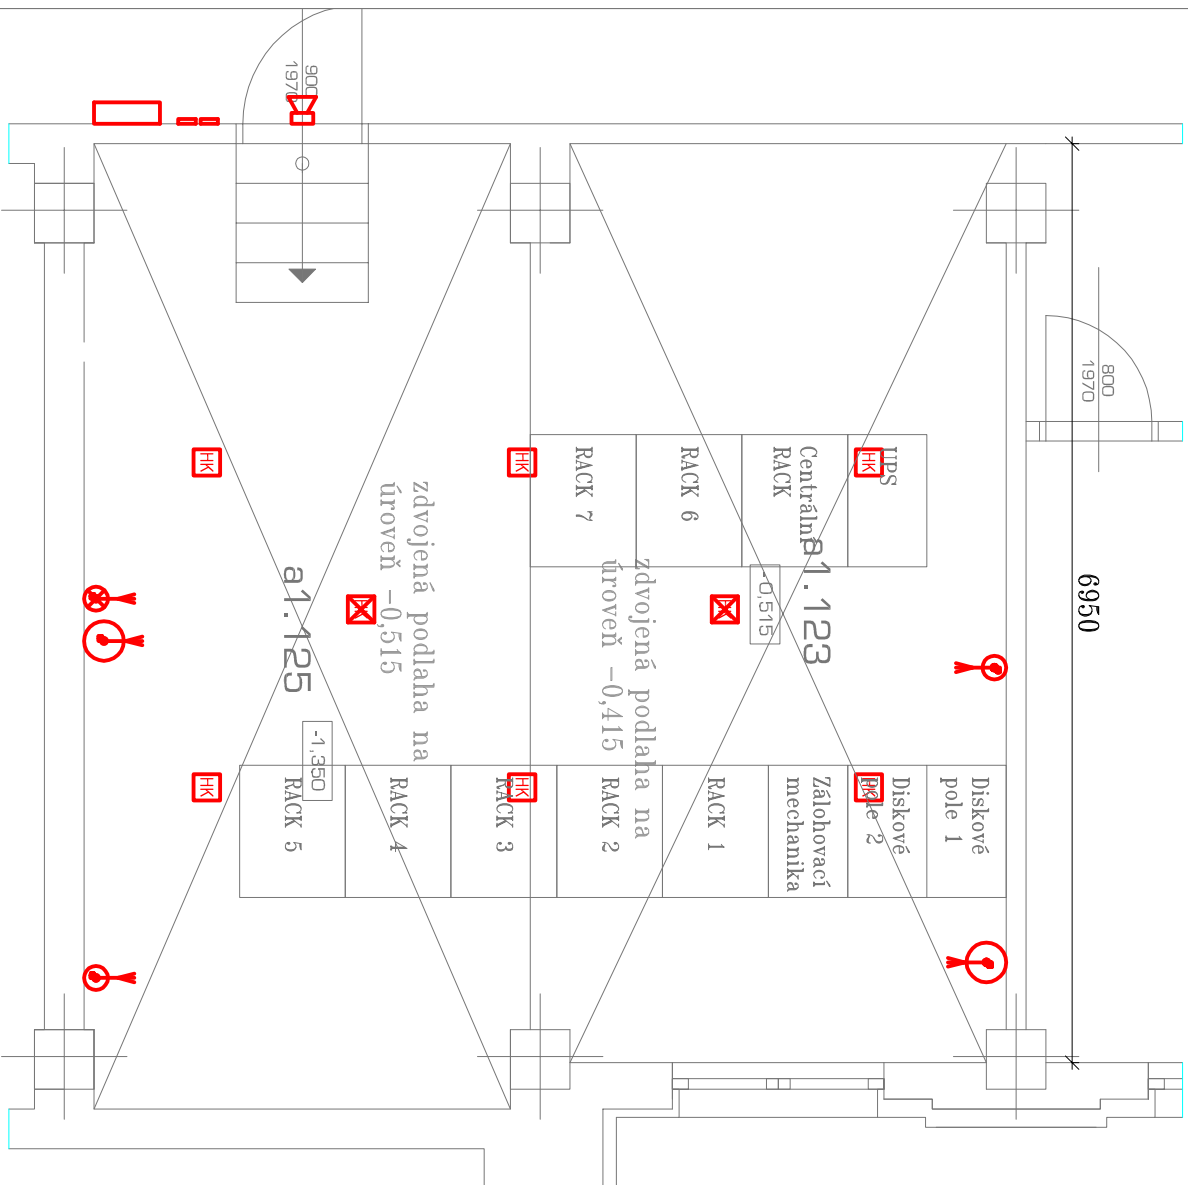 900
1970
800
1970
HK
HK
HK
UPS
RACK 7
RACK 6
Centrální
RACK
zdvojená podlaha na
úroveň -0,515
zdvojená podlaha na
úroveň -0,415
a1.125
a1.123
-0,515
-1,350
6950
HK
HK
HK
RACK 5
RACK 4
RACK 3
RACK 2
RACK 1
Zálohovací
mechanika
Diskové
pole 2
Diskové
pole 1